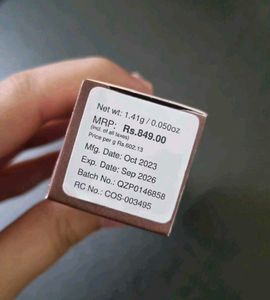 Net wt: 1.41g / 0.050oz
MRP: Rs.849.00
(incl. of all taxes)
Price per g Rs.602.13
Mfg. Date: Oct 2023
Exp. Date: Sep 2026
Batch No.: QZP0146858
RC No.: COS-003495